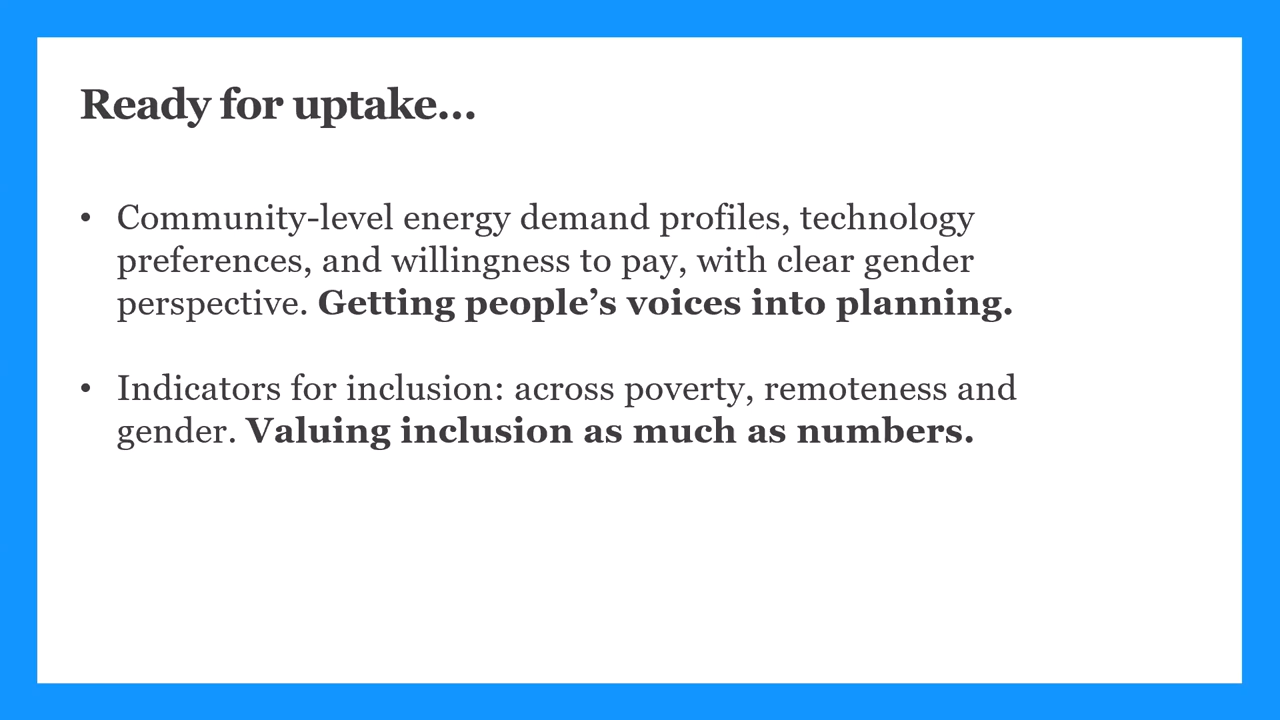 Ready for uptake...
• Community-level energy demand profiles, technology
preferences, and willingness to pay, with clear gender
perspective. Getting people’s voices into planning.
• Indicators for inclusion: across poverty, remoteness and
gender. Valuing inclusion as much as numbers.